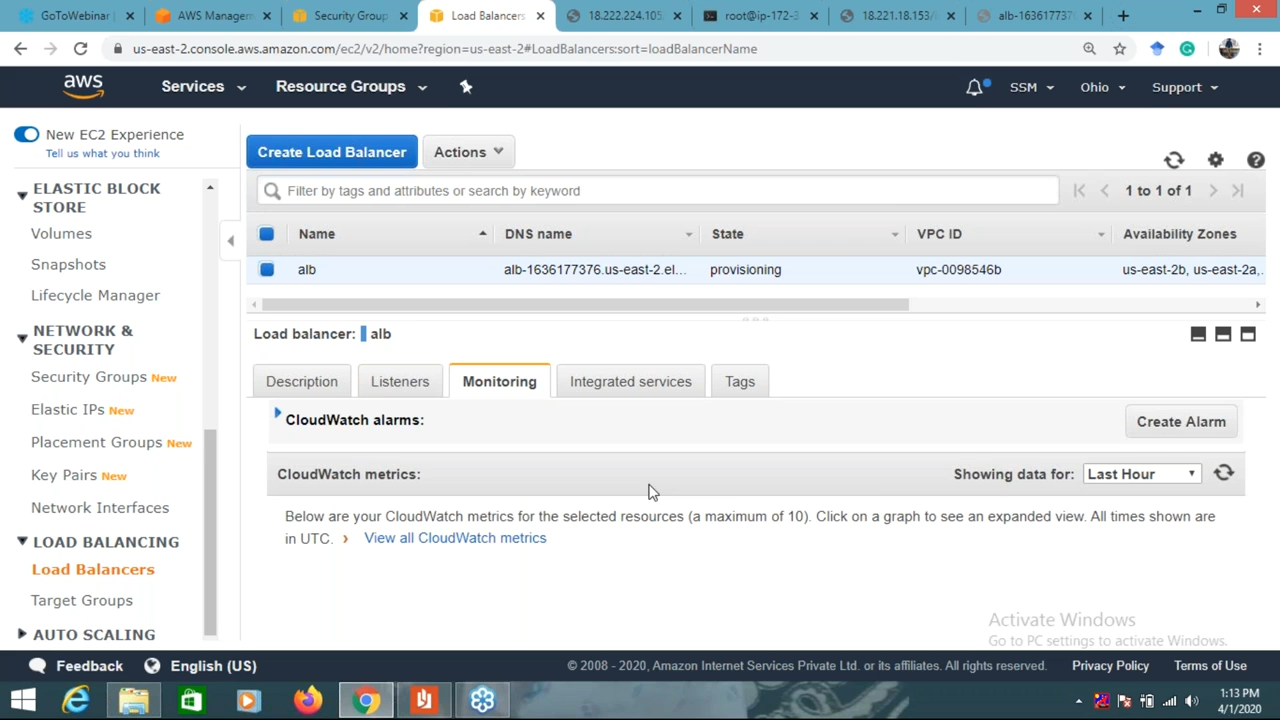 GoToWebinar
AWS Managem
Security Group
Load Balancers
18.222.224.105
root@ip-172-3
18.221.18.153/
alb-1636177376
us-east-2.console.aws.amazon.com/ec2/v2/home?region=us-east-2#LoadBalancers:sort=loadBalancerName
aws
Services
Resource Groups
SSM
Ohio
Support
New EC2 Experience
Tell us what you think
ELASTIC BLOCK
STORE
Volumes
Snapshots
Lifecycle Manager
NETWORK &
SECURITY
Security Groups New
Elastic IPs New
Placement Groups New
Key Pairs New
Network Interfaces
LOAD BALANCING
Load Balancers
Target Groups
AUTO SCALING
Create Load Balancer
Actions
Filter by tags and attributes or search by keyword
1 to 1 of 1
Name DNS name State VPC ID Availability Zones
alb alb-1636177376.us-east-2.el... provisioning vpc-0098546b us-east-2b, us-east-2a,..
Load balancer: alb
Description Listeners Monitoring Integrated services Tags
CloudWatch alarms:
Create Alarm
CloudWatch metrics:
Showing data for: Last Hour
Below are your CloudWatch metrics for the selected resources (a maximum of 10). Click on a graph to see an expanded view. All times shown are
in UTC. › View all CloudWatch metrics
Activate Windows
Go to PC settings to activate Windows.
Feedback
English (US)
© 2008 - 2020, Amazon Internet Services Private Ltd. or its affiliates. All rights reserved.
Privacy Policy
Terms of Use
1:13 PM
4/1/2020